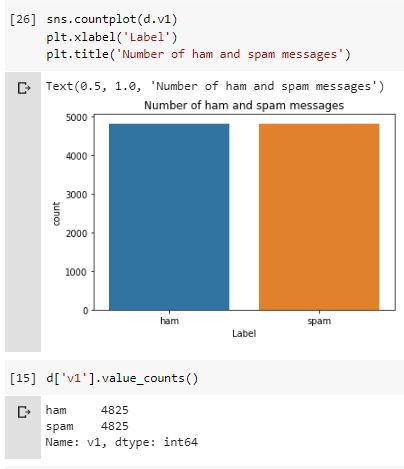 [26] sns.countplot(d.v1)
plt.xlabel('Label')
plt.title('Number of ham and spam messages')
Text(0.5, 1.0, 'Number of ham and spam messages')
Number of ham and spam messages
5000
4000
3000
2000
1000
0
count
ham spam
Label
[15] d['v1'].value_counts()
ham 4825
spam 4825
Name: v1, dtype: int64